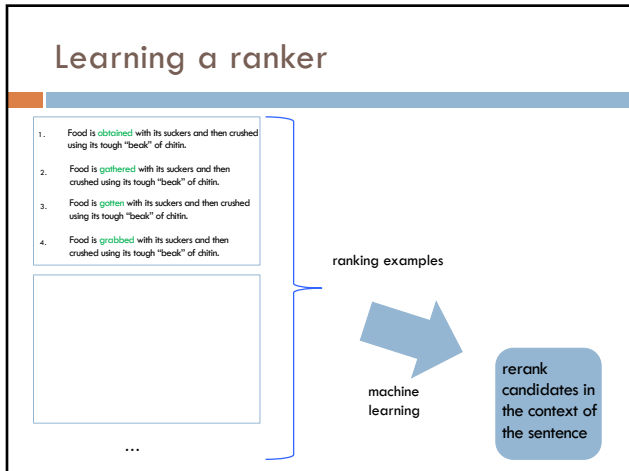 Learning a ranker
1. Food is obtained with its suckers and then crushed
using its tough “beak” of chitin.
2. Food is gathered with its suckers and then
crushed using its tough “beak” of chitin.
3. Food is gotten with its suckers and then crushed
using its tough “beak” of chitin.
4. Food is grabbed with its suckers and then
crushed using its tough “beak” of chitin.
ranking examples
machine
learning
rerank
candidates in
the context of
the sentence
...